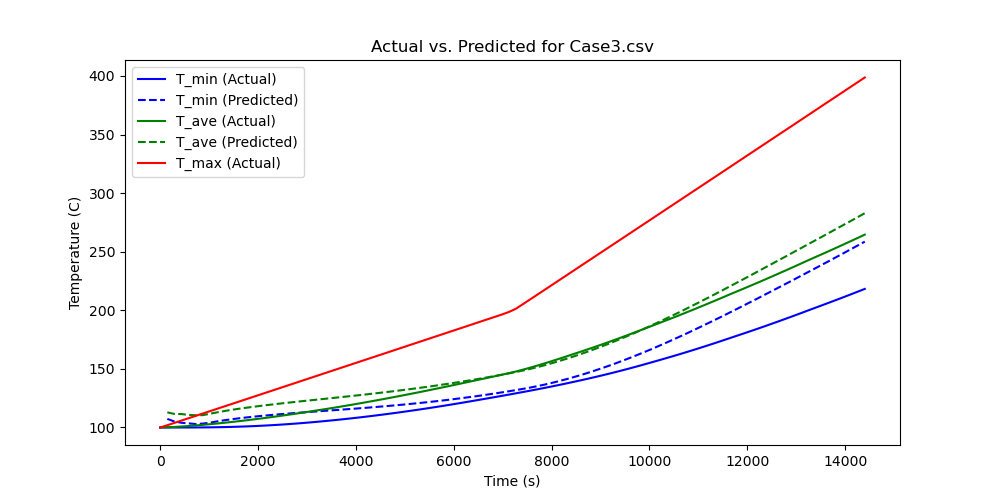 Actual vs. Predicted for Case3.csv
T_min (Actual)
T_min (Predicted)
T_ave (Actual)
T_ave (Predicted)
T_max (Actual)
Temperature (C)
400
350
300
250
200
150
100
0 2000 4000 6000 8000 10000 12000 14000
Time (s)